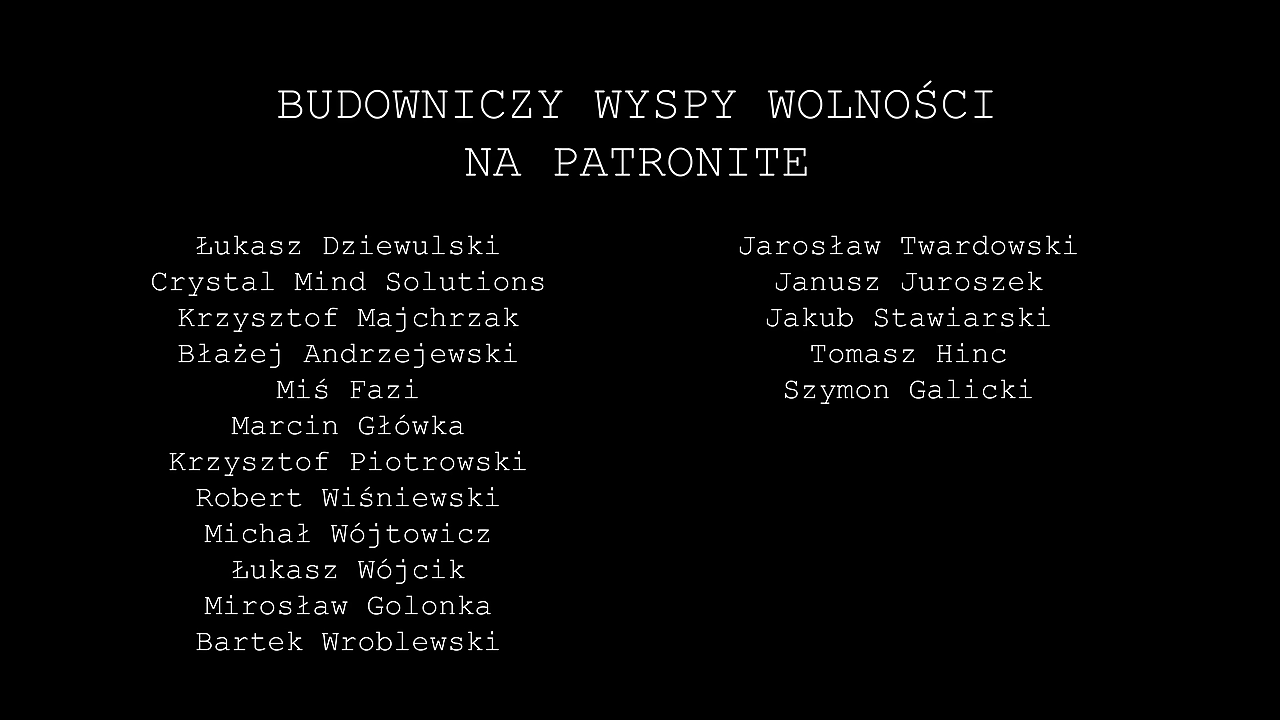 BUDOWNICZY WYSPY WOLNOŚCI
NA PATRONITE
Łukasz Dziewulski
Crystal Mind Solutions
Krzysztof Majchrzak
Błażej Andrzejewski
Miś Fazi
Marcin Główka
Krzysztof Piotrowski
Robert Wiśniewski
Michał Wójtowicz
Łukasz Wójcik
Mirosław Golonka
Bartek Wroblewski
Jarosław Twardowski
Janusz Juroszek
Jakub Stawiarski
Tomasz Hinc
Szymon Galicki